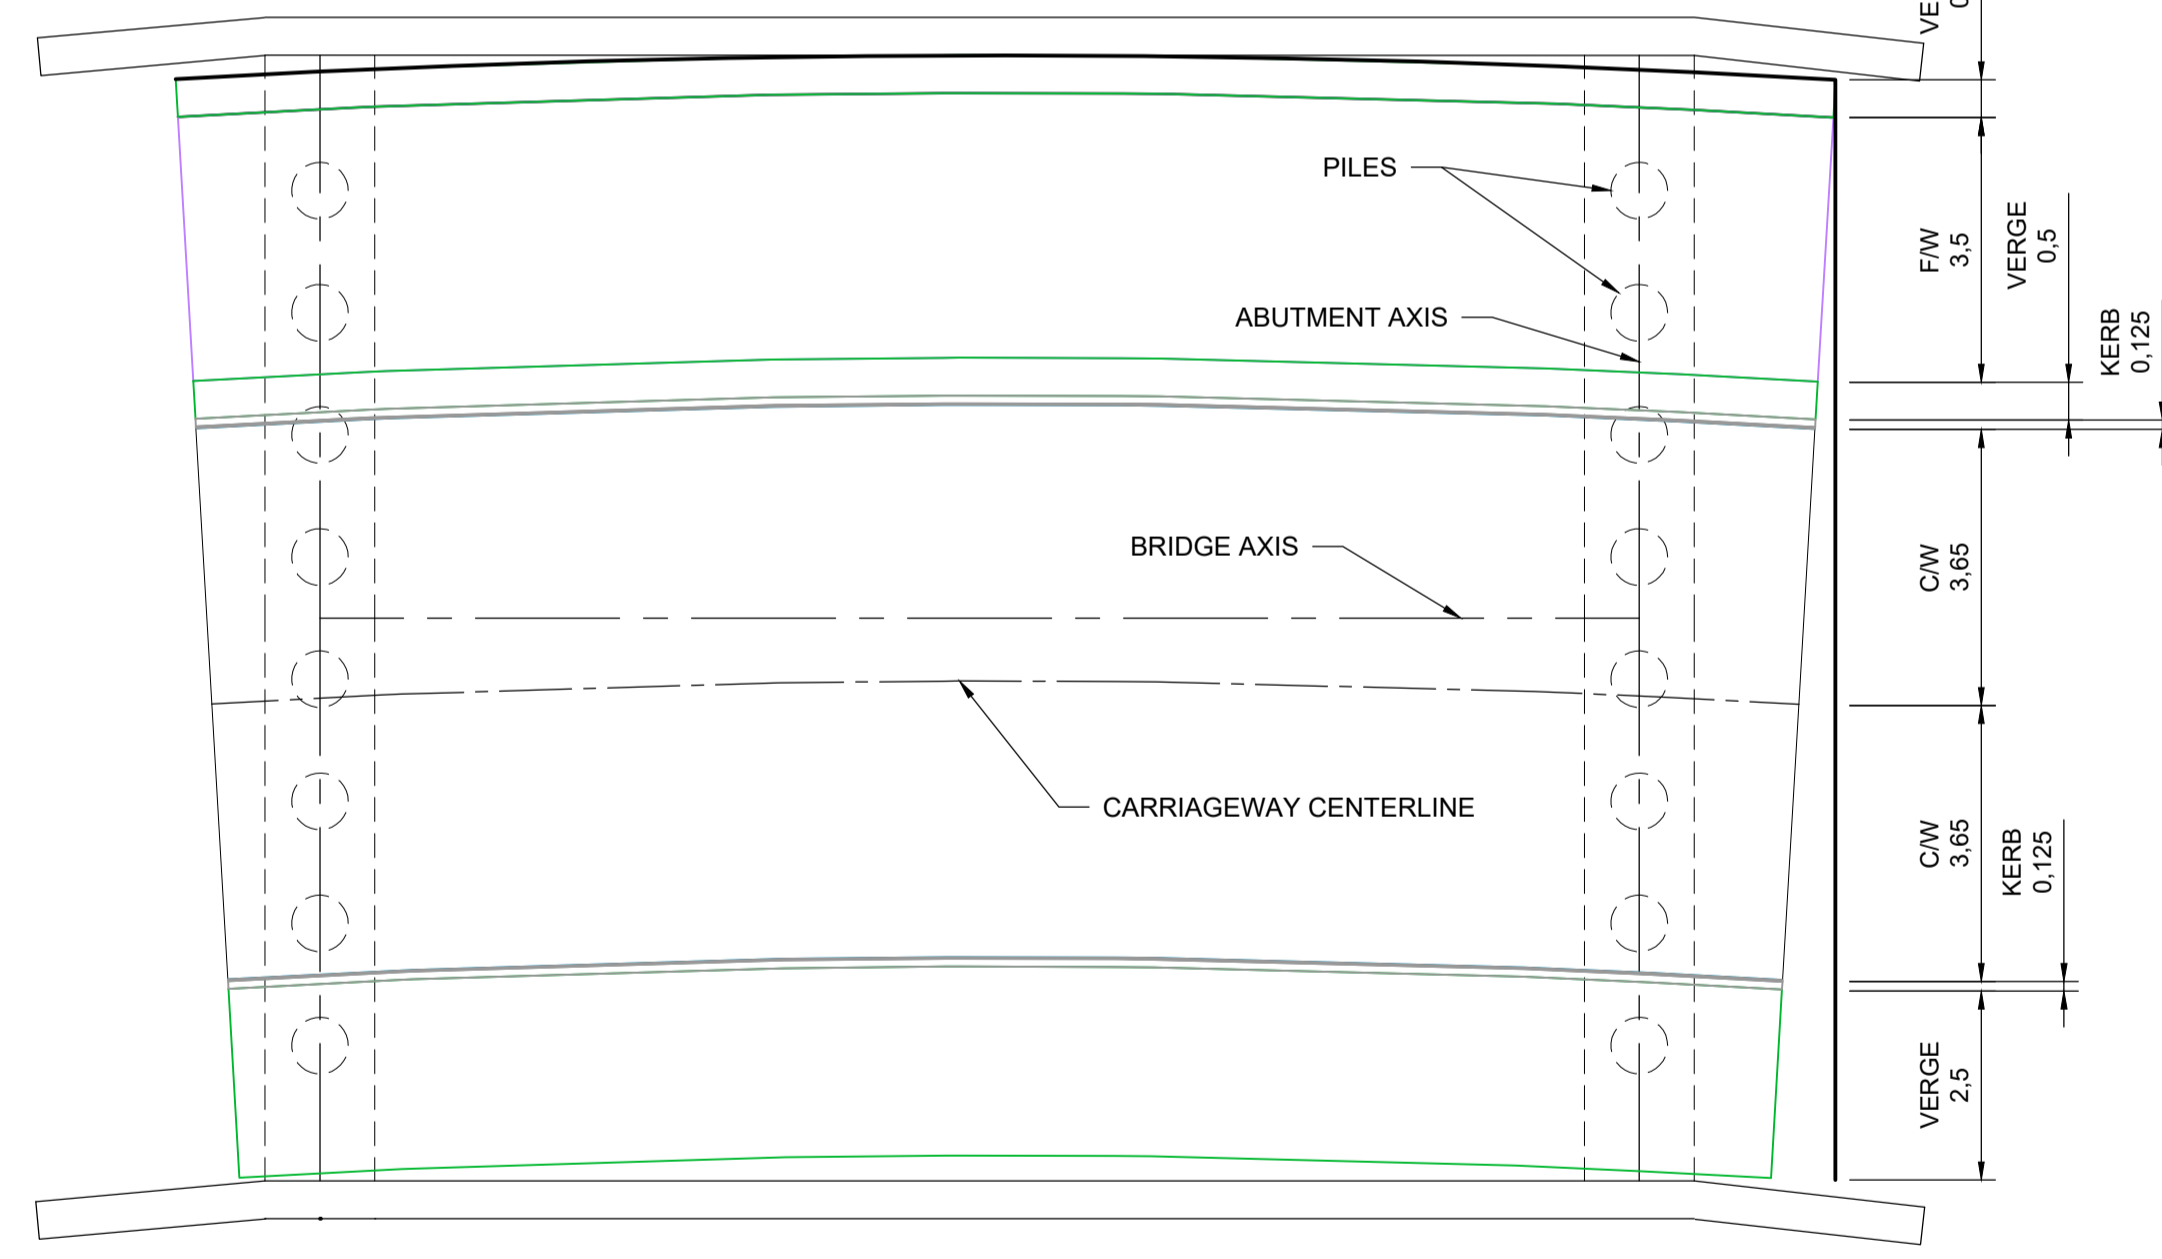 PILES
ABUTMENT AXIS
BRIDGE AXIS
CARRIAGEWAY CENTERLINE
F/W
3,5
VERGE
0,5
KERB
0,125
C/W
3,65
C/W
3,65
KERB
0,125
VERGE
2,5